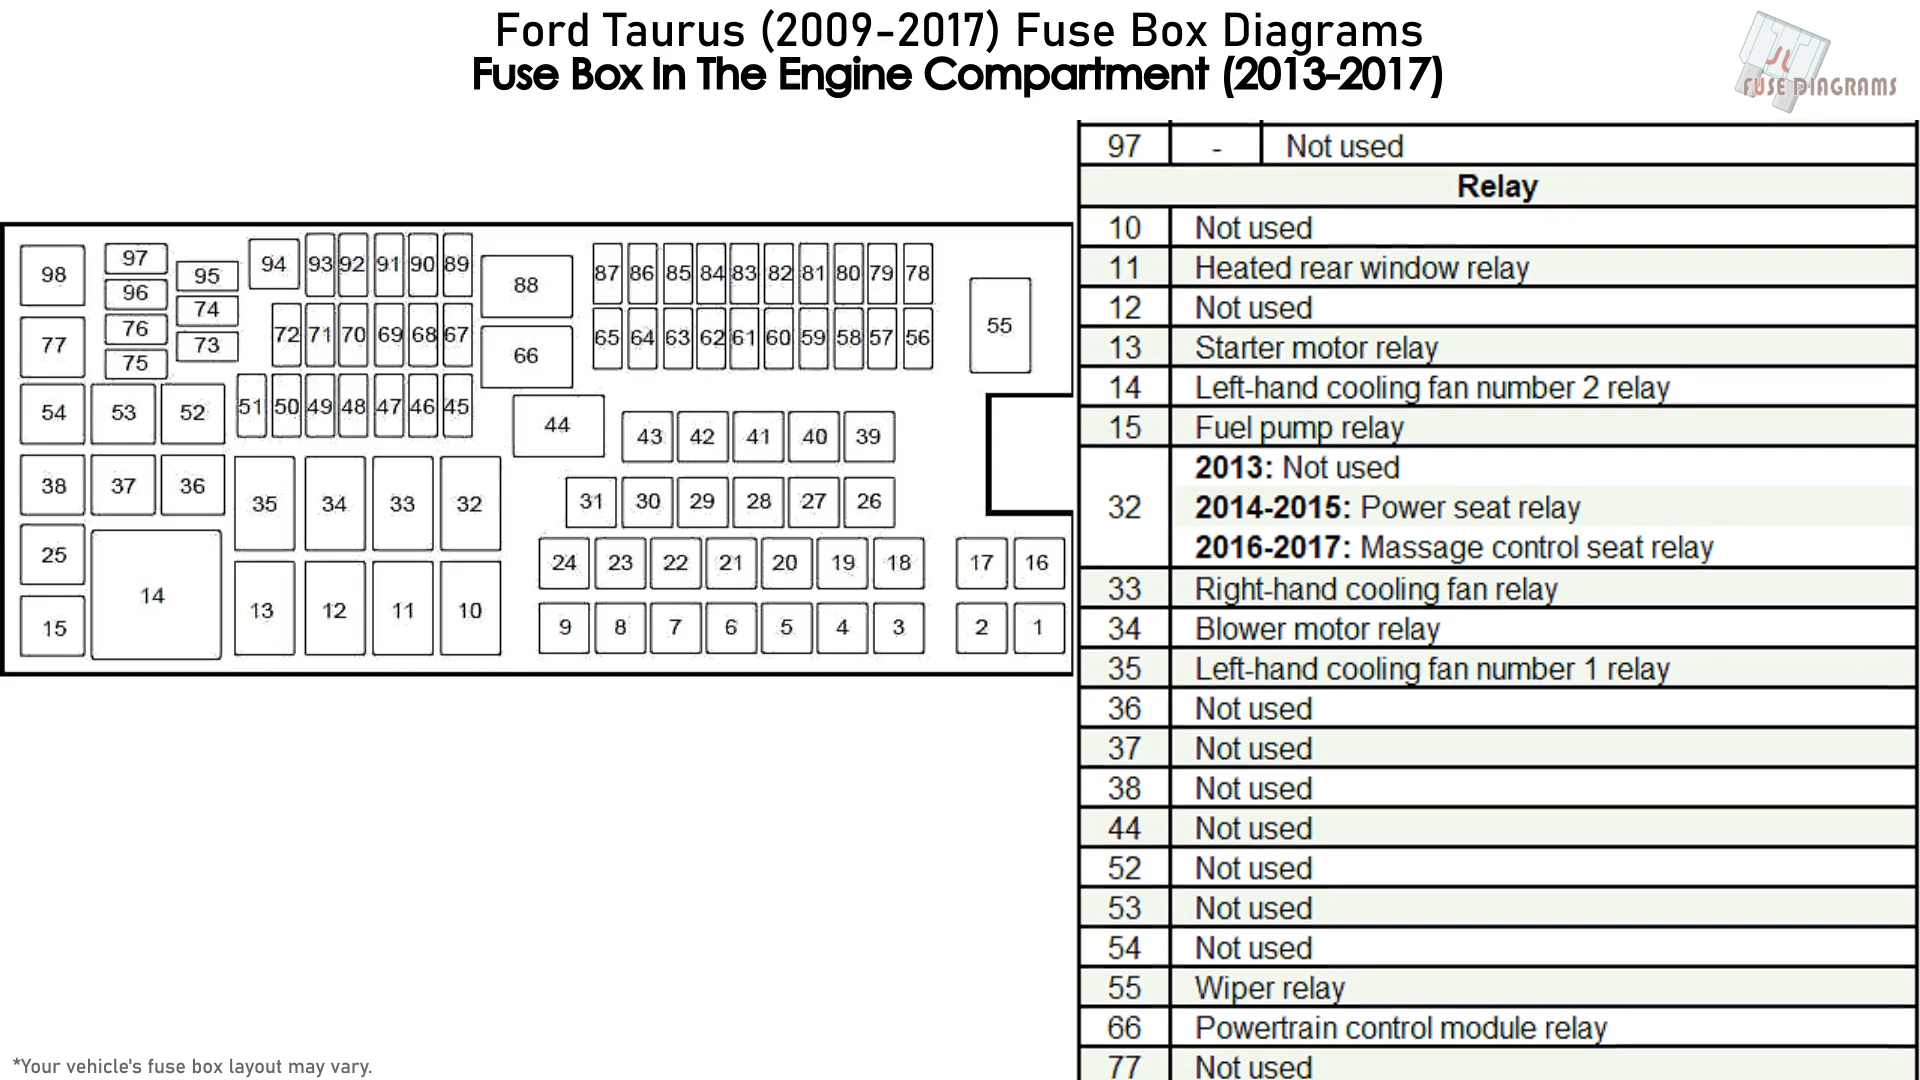 Ford Taurus (2009-2017) Fuse Box Diagrams
Fuse Box In The Engine Compartment (2013-2017)
JL
FUSE DIAGRAMS
98 97 95 94 93 92 91 90 89 88 87 86 85 84 83 82 81 80 79 78
96 74
77 76 73 72 71 70 69 68 67 66 65 64 63 62 61 60 59 58 57 56 55
75
54 53 52 51 50 49 48 47 46 45 44 43 42 41 40 39
38 37 36 35 34 33 32 31 30 29 28 27 26
25 24 23 22 21 20 19 18 17 16
15 14 13 12 11 10 9 8 7 6 5 4 3 2 1
97 - Not used
Relay
10 Not used
11 Heated rear window relay
12 Not used
13 Starter motor relay
14 Left-hand cooling fan number 2 relay
15 Fuel pump relay
32 2013: Not used
2014-2015: Power seat relay
2016-2017: Massage control seat relay
33 Right-hand cooling fan relay
34 Blower motor relay
35 Left-hand cooling fan number 1 relay
36 Not used
37 Not used
38 Not used
44 Not used
52 Not used
53 Not used
54 Not used
55 Wiper relay
66 Powertrain control module relay
77 Not used
*Your vehicle's fuse box layout may vary.